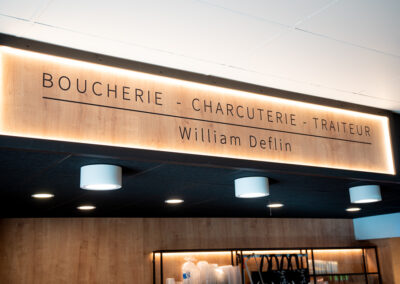 BOUCHERIE - CHARCUTERIE - TRAITEUR
William Deflin